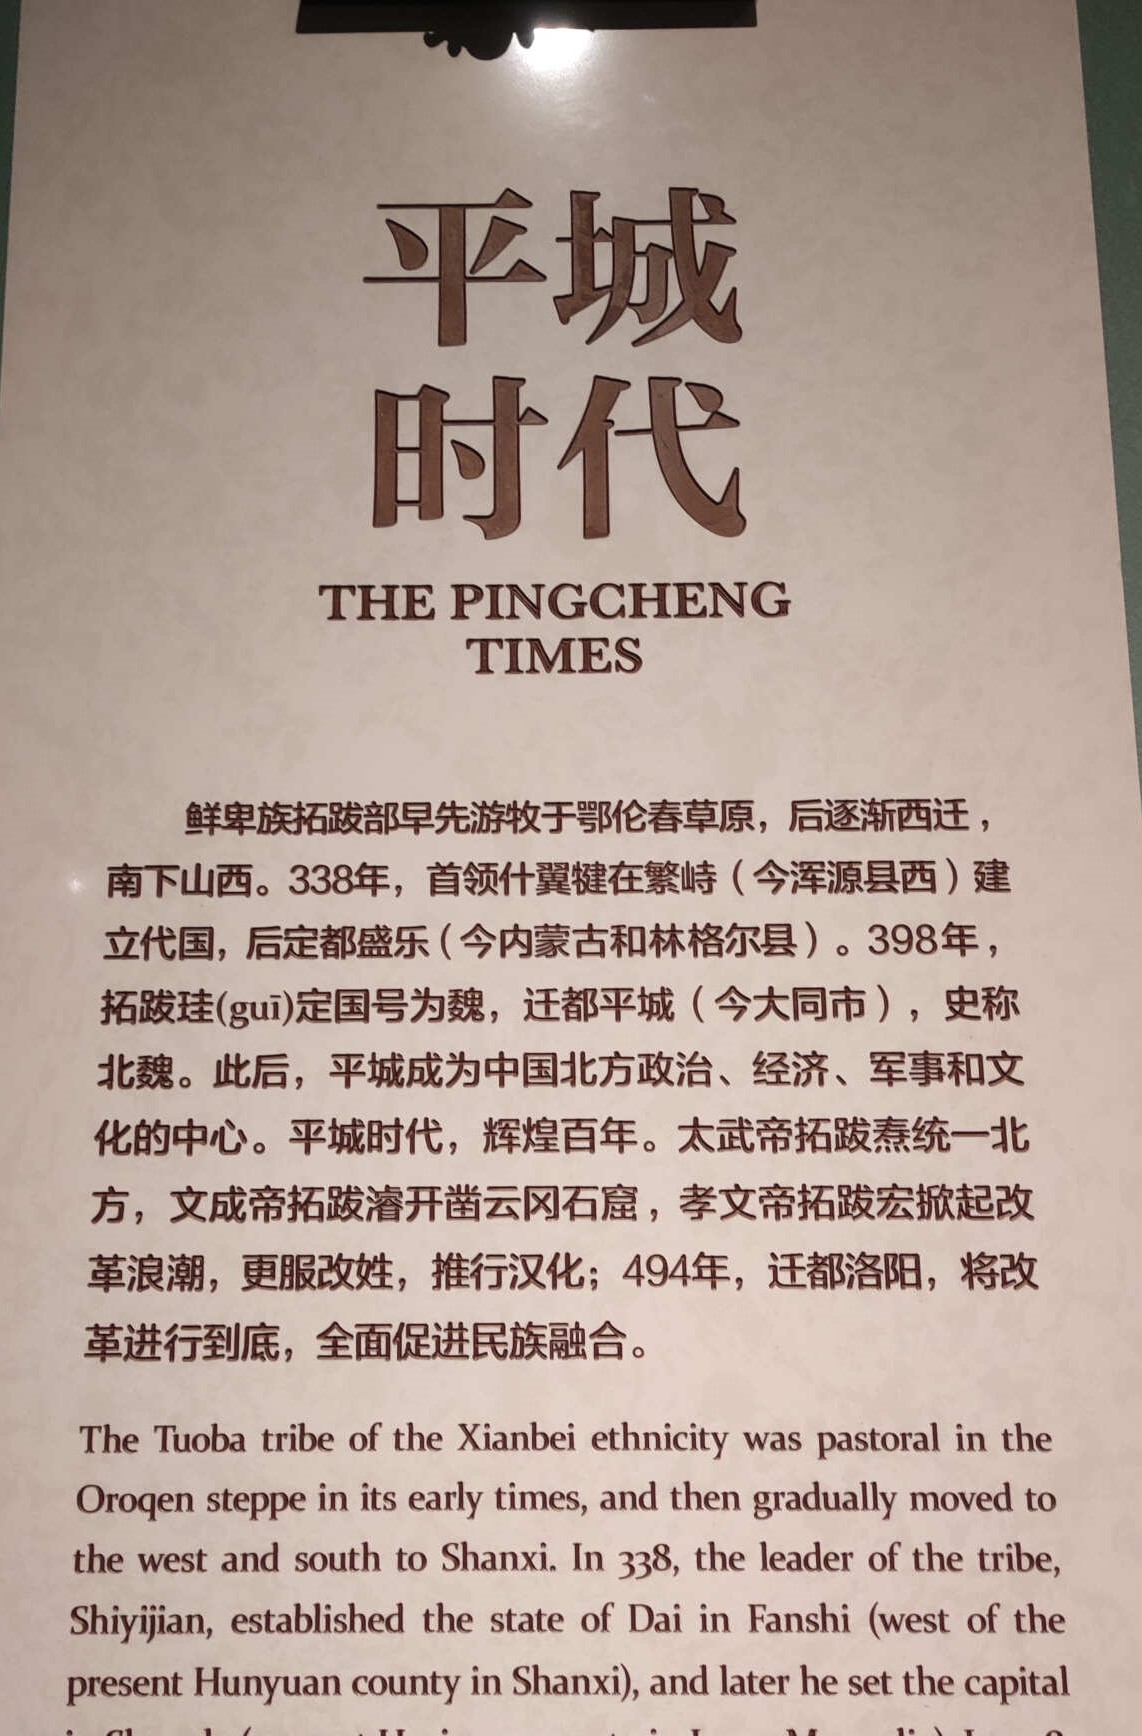 平城
时代
THE PINGCHENG
TIMES
鲜卑族拓跋部早先游牧于鄂伦春草原，后逐渐西迁，
南下山西。338年，首领什翼犍在繁峙（今浑源县西）建
立代国，后定都盛乐（今内蒙古和林格尔县）。398年，
拓跋珪(guī)定国号为魏，迁都平城（今大同市），史称
北魏。此后，平城成为中国北方政治、经济、军事和文
化的中心。平城时代，辉煌百年。太武帝拓跋焘统一北
方，文成帝拓跋濬开凿云冈石窟，孝文帝拓跋宏掀起改
革浪潮，更服改姓，推行汉化；494年，迁都洛阳，将改
革进行到底，全面促进民族融合。
The Tuoba tribe of the Xianbei ethnicity was pastoral in the
Oroqen steppe in its early times, and then gradually moved to
the west and south to Shanxi. In 338, the leader of the tribe,
Shiyijian, established the state of Dai in Fanshi (west of the
present Hunyuan county in Shanxi), and later he set the capital